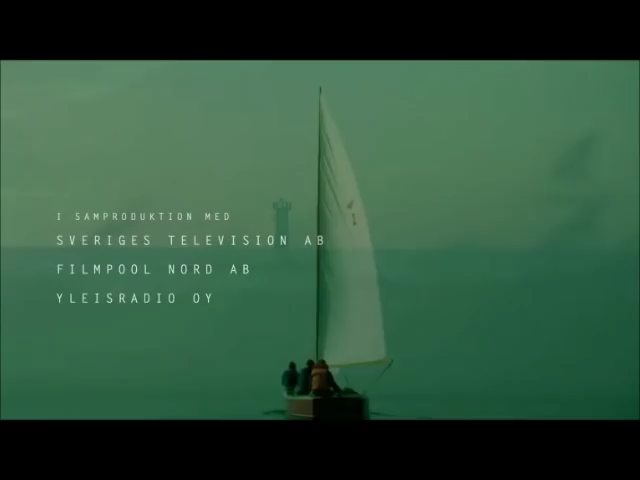 I SAMPRODUKTION MED
SVERIGES TELEVISION AB
FILMPOOL NORD AB
YLEISRADIO OY